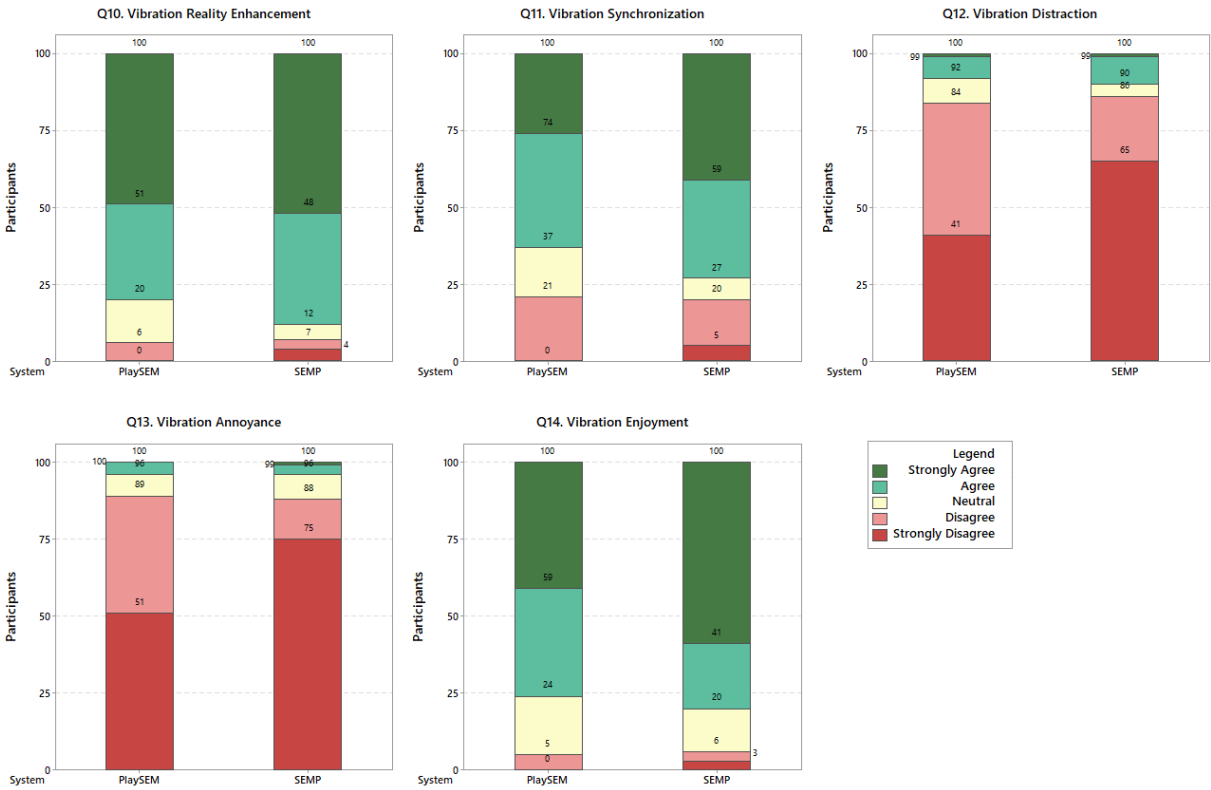 Q10. Vibration Reality Enhancement
100
100
100
75
50
25
0
Participants
51
20
6
0
48
12
7
4
System
PlaySEM
SEMP
Q11. Vibration Synchronization
100
100
100
75
50
25
0
Participants
74
37
21
0
59
27
20
5
PlaySEM
SEMP
Q12. Vibration Distraction
100
100
100
75
50
25
0
Participants
99
92
84
41
99
90
86
65
System
PlaySEM
SEMP
Q13. Vibration Annoyance
100
100
100
75
50
25
0
Participants
100
96
89
51
99
96
88
75
System
PlaySEM
SEMP
Q14. Vibration Enjoyment
100
100
100
75
50
25
0
Participants
59
24
5
0
41
20
6
3
PlaySEM
SEMP
Legend
Strongly Agree
Agree
Neutral
Disagree
Strongly Disagree